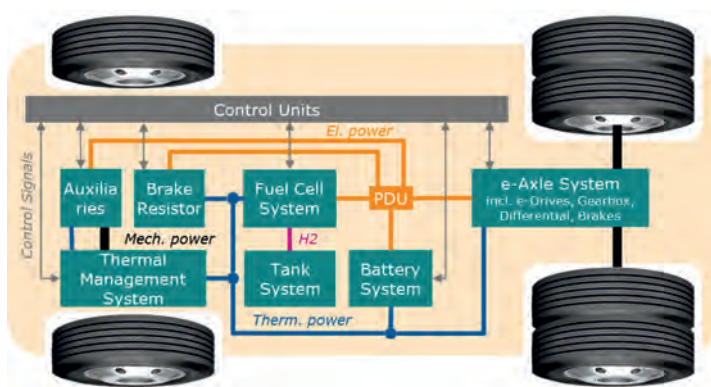 Control Units
El. power
Control Signals
Auxilia
ries
Brake
Resistor
Fuel Cell
System
PDU
e-Axle System
incl. e-Drives, Gearbox,
Differential, Brakes
Mech. power
H2
Thermal
Management
System
Tank
System
Battery
System
Therm. power